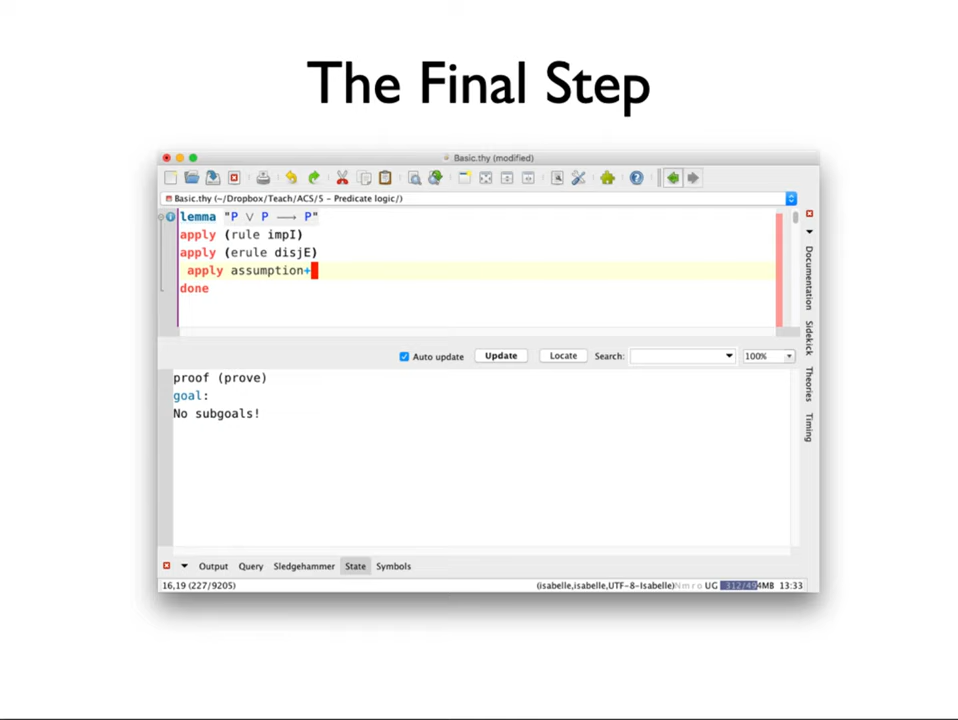 The Final Step
Basic.thy (modified)
Basic.thy (~/Dropbox/Teach/ACS/5 - Predicate logic/)
lemma "P ∨ P ⟶ P"
apply (rule impI)
apply (erule disjE)
apply assumption+
done
Documentation
Sidekick
Theories
Timing
Auto update Update Locate Search: 100%
proof (prove)
goal:
No subgoals!
Output Query Sledgehammer State Symbols
16,19 (227/9205) (isabelle,isabelle,UTF-8-Isabelle)Nmro UG 4MB 13:33